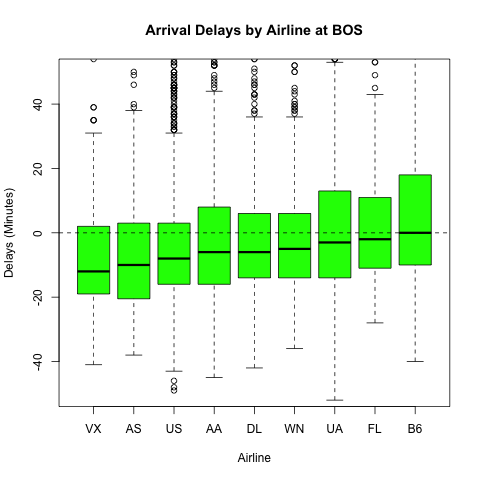 Arrival Delays by Airline at BOS
Delays (Minutes)
40
20
0
-20
-40
VX AS US AA DL WN UA FL B6
Airline